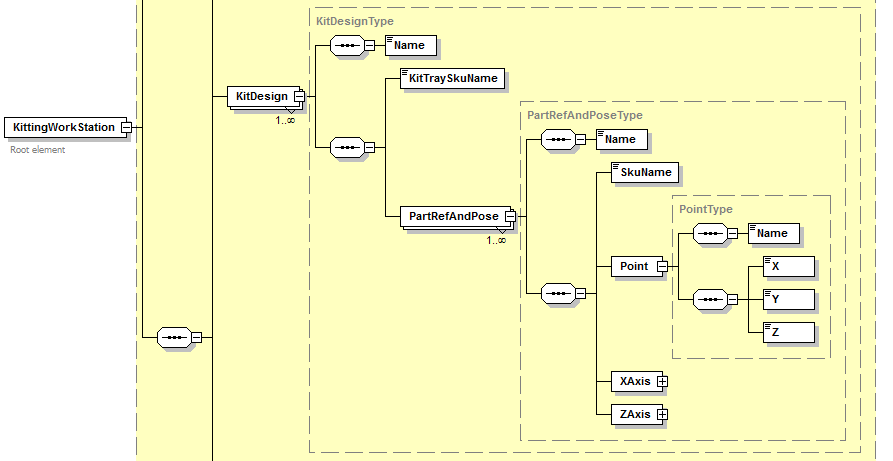 KitDesignType
Name
KitTraySkuName
KitDesign
1..∞
PartRefAndPoseType
KittingWorkStation
Root element
Name
SkuName
PartRefAndPose
1..∞
PointType
Name
Point
X
Y
Z
XAxis
ZAxis